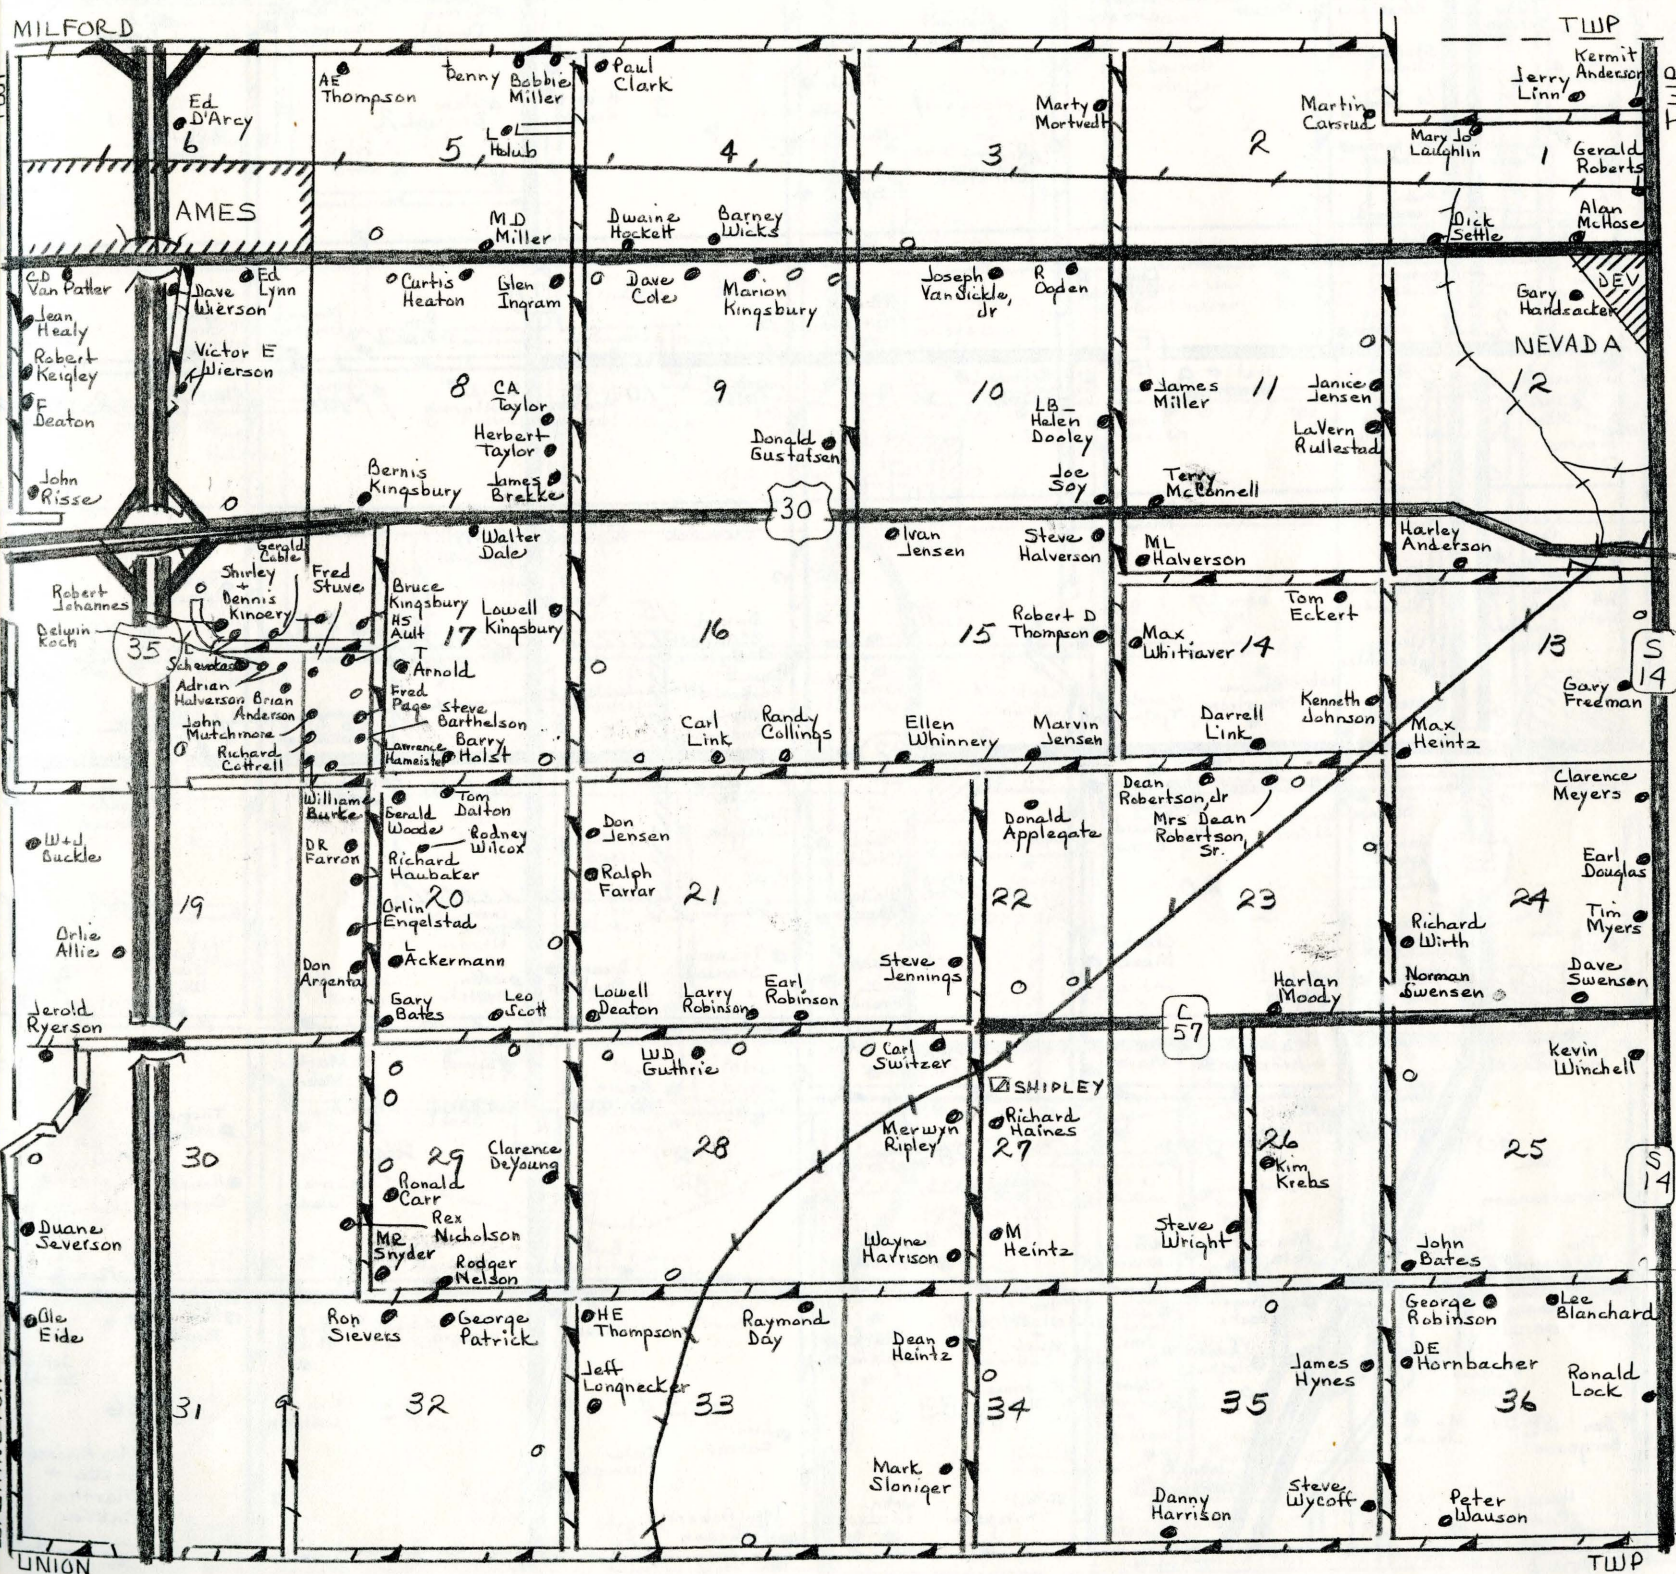 MILFORD
TWP
Kermit
Anderson
Jerry
Linn
AE
Thompson
Denny
Bobbie
Miller
Paul
Clark
Ed
D'Arcy
6
L
Holub
5
4
Marty
Mortvedt
3
2
Martin
Carsrud
Mary Jo
Laughlin
1
Gerald
Roberts
AMES
MD
Miller
Dwaine
Hockett
Barney
Wicks
Dick
Settle
Alan
McHose
CD
Van Patter
Ed
Lynn
Dave
Wierson
Curtis
Heaton
Glen
Ingram
Dave
Cole
Marion
Kingsbury
Joseph
VanSickle,
Jr
R
Ogden
DEV
Gary
Handsacker
NEVADA
12
Jean
Healy
Robert
Keigley
F
Deaton
John
Risse
Victor E
Wierson
8
CA
Taylor
Herbert
Taylor
James
Brekke
Bernis
Kingsbury
9
Donald
Gustafsen
10
LB-
Helen
Dooley
Joe
Soy
James
Miller
11
Janice
Jensen
LaVern
Rullestad
Terry
McConnell
30
Gerald
Cable
Walter
Dale
Ivan
Jensen
Steve
Halverson
ML
Halverson
Harley
Anderson
Robert
Johannes
Delwin
Koch
35
Shirley
+
Dennis
Kinoery
Fred
Stuve
Bruce
Kingsbury
HS
Ault
17
Lowell
Kingsbury
T
Arnold
16
15
Robert D
Thompson
Max
Whitiaver
14
Tom
Eckert
13
S
14
Gary
Freeman
Adrian
Halverson
Brian
Anderson
John
Mutchmore
Richard
Cottrell
Fred
Page
Steve
Barthelson
Barry
Holst
Lawrence
Hameister
Carl
Link
Randy
Collings
Ellen
Whinnery
Marvin
Jensen
Darrell
Link
Kenneth
Johnson
Max
Heintz
William
Burke
Gerald
Woode
Tom
Dalton
Rodney
Wilcox
Don
Jensen
Donald
Applegate
Dean
Robertson, Jr
Mrs Dean
Robertson,
Sr.
Clarence
Meyers
W+J
Buckle
DR
Farron
Richard
Haubaker
Ralph
Farrar
Earl
Douglas
19
20
21
22
23
24
Orlin
Engelstad
Tim
Myers
Orlie
Allie
L
Ackermann
Don
Argenta
Steve
Jennings
Richard
Wirth
Norman
Swensen
Dave
Swenson
Jerold
Ryerson
Gary
Bates
Leo
Scott
Lowell
Deaton
Larry
Robinson
Earl
Robinson
Harlan
Moody
C
57
WD
Guthrie
Carl
Switzer
SHIPLEY
Kevin
Winchell
30
29
Clarence
DeYoung
28
Merwyn
Ripley
Richard
Haines
27
26
Kim
Krebs
25
S
14
Ronald
Carr
Rex
Nicholson
Duane
Severson
MR
Snyder
Rodger
Nelson
Wayne
Harrison
M
Heintz
Steve
Wright
John
Bates
Ole
Eide
Ron
Sievers
George
Patrick
HE
Thompson
Raymond
Day
Dean
Heintz
George
Robinson
Lee
Blanchard
Jeff
Longnecker
James
Hynes
DE
Hornbacher
Ronald
Lock
31
32
33
34
35
36
Mark
Sloniger
Danny
Harrison
Steve
Wycoff
Peter
Wauson
UNION
TWP